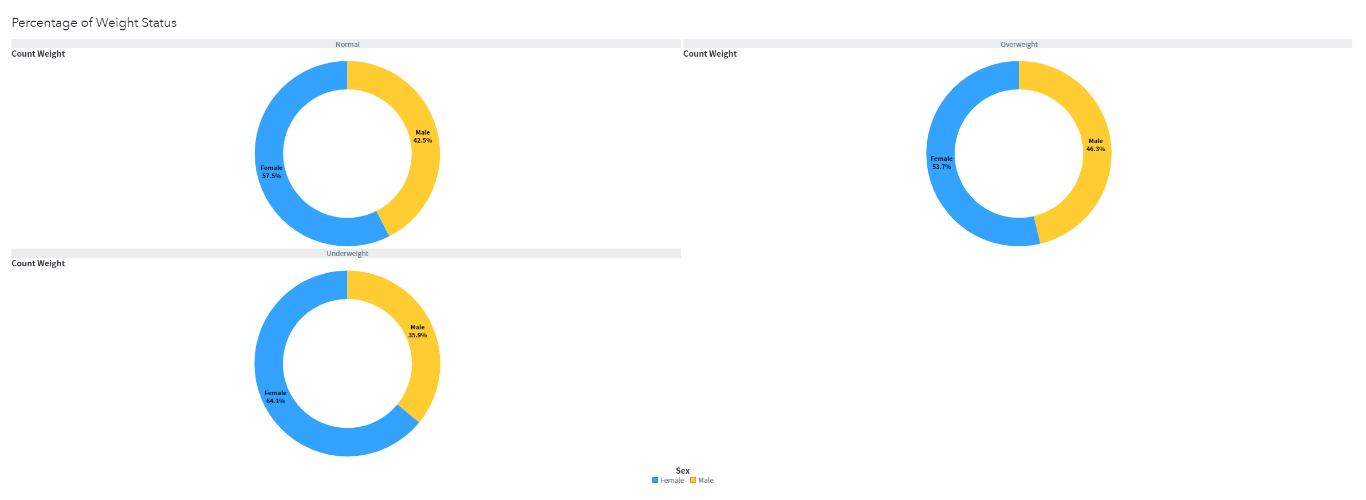 Percentage of Weight Status
Normal
Count Weight
Male
42.5%
Female
57.5%
Overweight
Count Weight
Male
46.3%
Female
53.7%
Underweight
Count Weight
Male
35.9%
Female
64.1%
Sex
Female Male